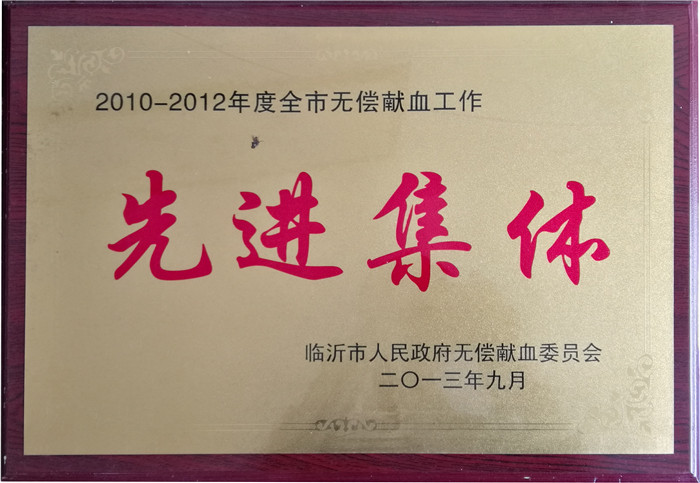 2010-2012年度全市无偿献血工作
先进集体
临沂市人民政府无偿献血委员会
二〇一三年九月